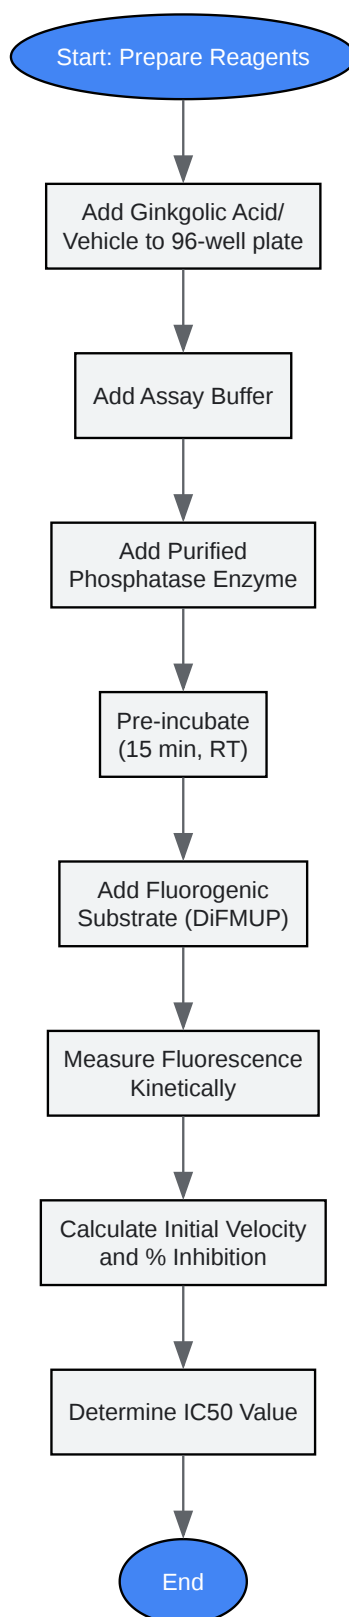 Start: Prepare Reagents
Add Ginkgolic Acid/
Vehicle to 96-well plate
Add Assay Buffer
Add Purified
Phosphatase Enzyme
Pre-incubate
(15 min, RT)
Add Fluorogenic
Substrate (DiFMUP)
Measure Fluorescence
Kinetically
Calculate Initial Velocity
and % Inhibition
Determine IC50 Value
End